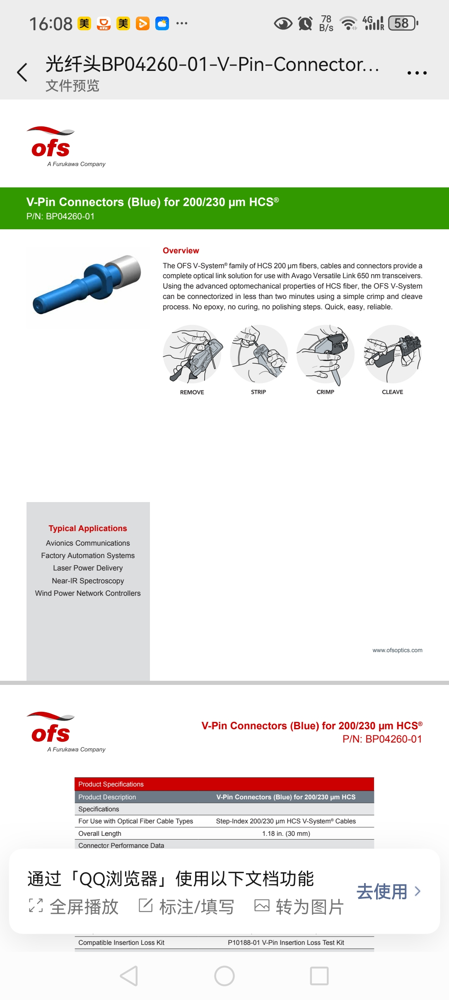 16:08
美
美
78
B/s
4G
R
58
光纤头BP04260-01-V-Pin-Connector...
文件预览
ofs
A Furukawa Company
V-Pin Connectors (Blue) for 200/230 µm HCS®
P/N: BP04260-01
Overview
The OFS V-System® family of HCS 200 µm fibers, cables and connectors provide a
complete optical link solution for use with Avago Versatile Link 650 nm transceivers.
Using the advanced optomechanical properties of HCS fiber, the OFS V-System
can be connectorized in less than two minutes using a simple crimp and cleave
process. No epoxy, no curing, no polishing steps. Quick, easy, reliable.
REMOVE
STRIP
CRIMP
CLEAVE
Typical Applications
Avionics Communications
Factory Automation Systems
Laser Power Delivery
Near-IR Spectroscopy
Wind Power Network Controllers
www.ofsoptics.com
ofs
A Furukawa Company
V-Pin Connectors (Blue) for 200/230 µm HCS®
P/N: BP04260-01
Product Specifications
Product Description V-Pin Connectors (Blue) for 200/230 µm HCS
Specifications
For Use with Optical Fiber Cable Types Step-Index 200/230 µm HCS V-System® Cables
Overall Length 1.18 in. (30 mm)
Connector Performance Data
通过「QQ浏览器」使用以下文档功能
去使用
全屏播放 标注/填写 转为图片
Compatible Insertion Loss Kit P10188-01 V-Pin Insertion Loss Test Kit